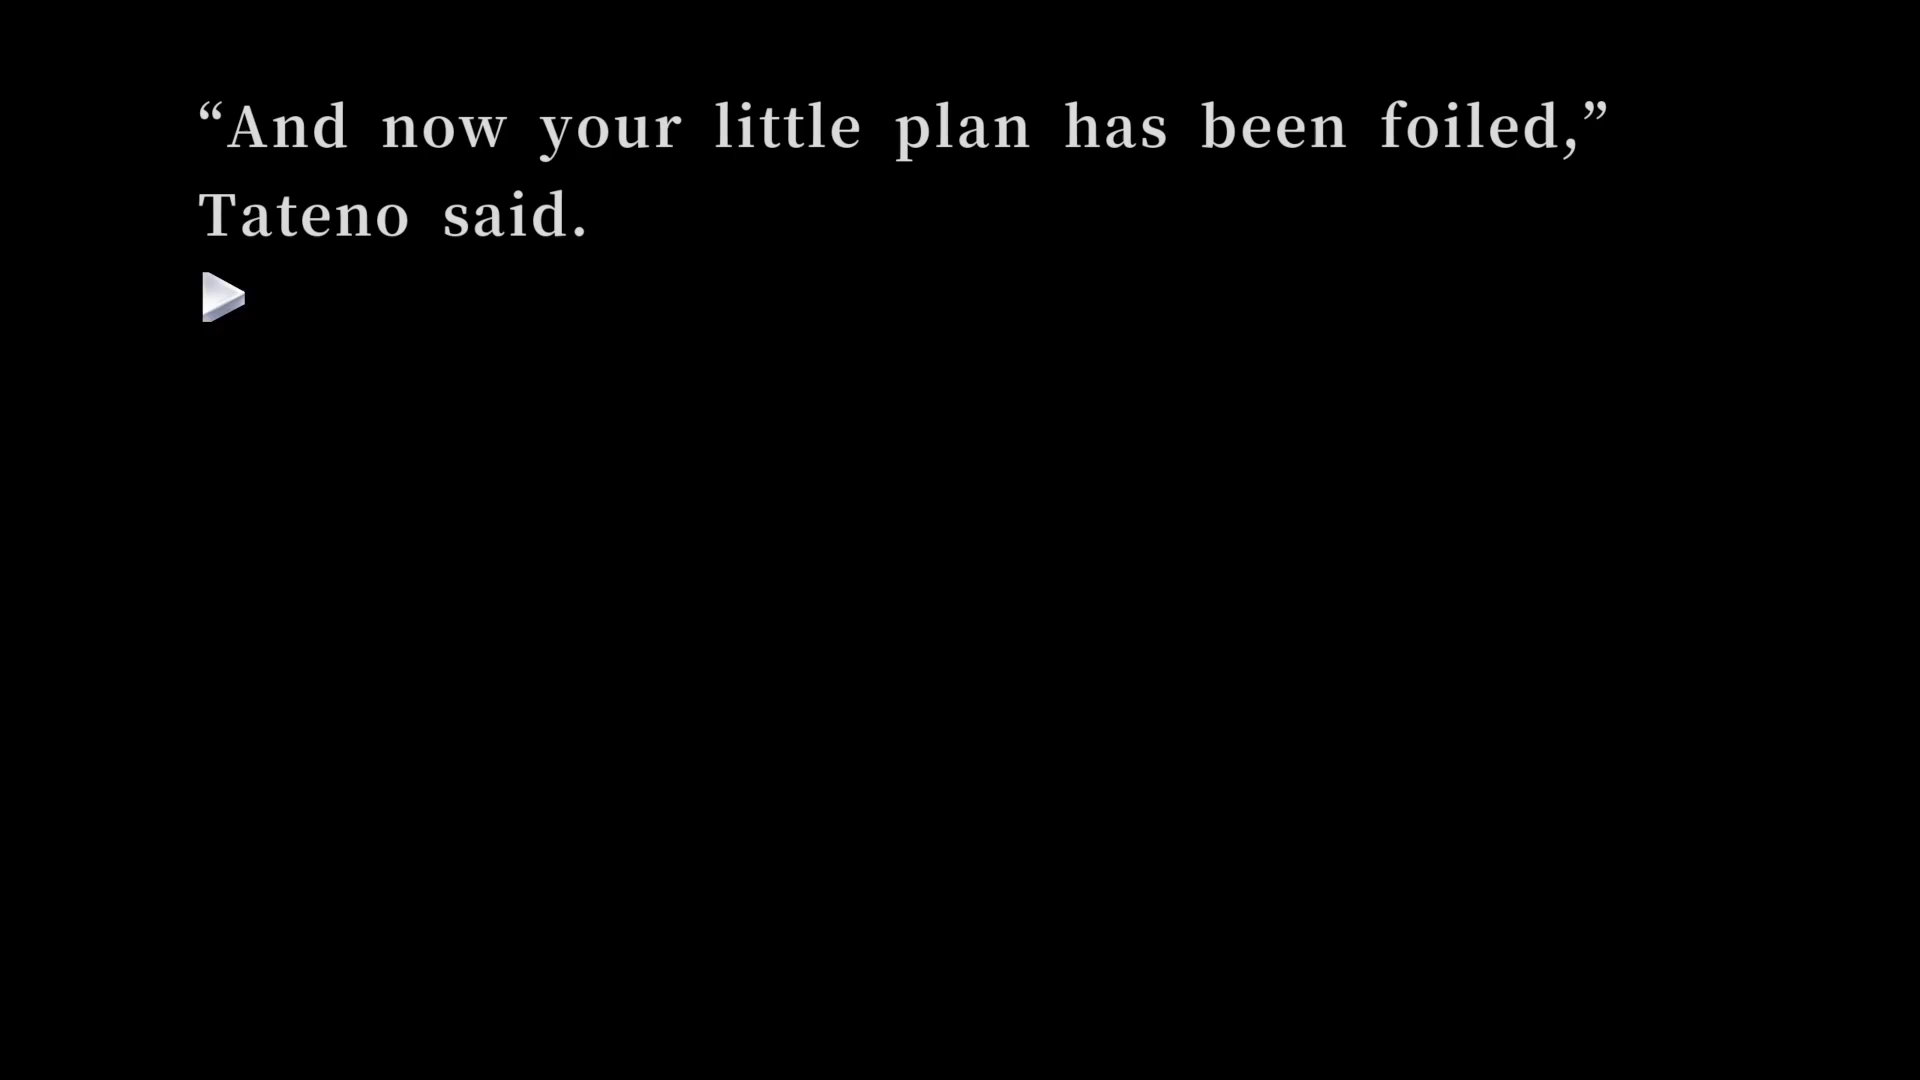 “And now your little plan has been foiled,”
Tateno said.